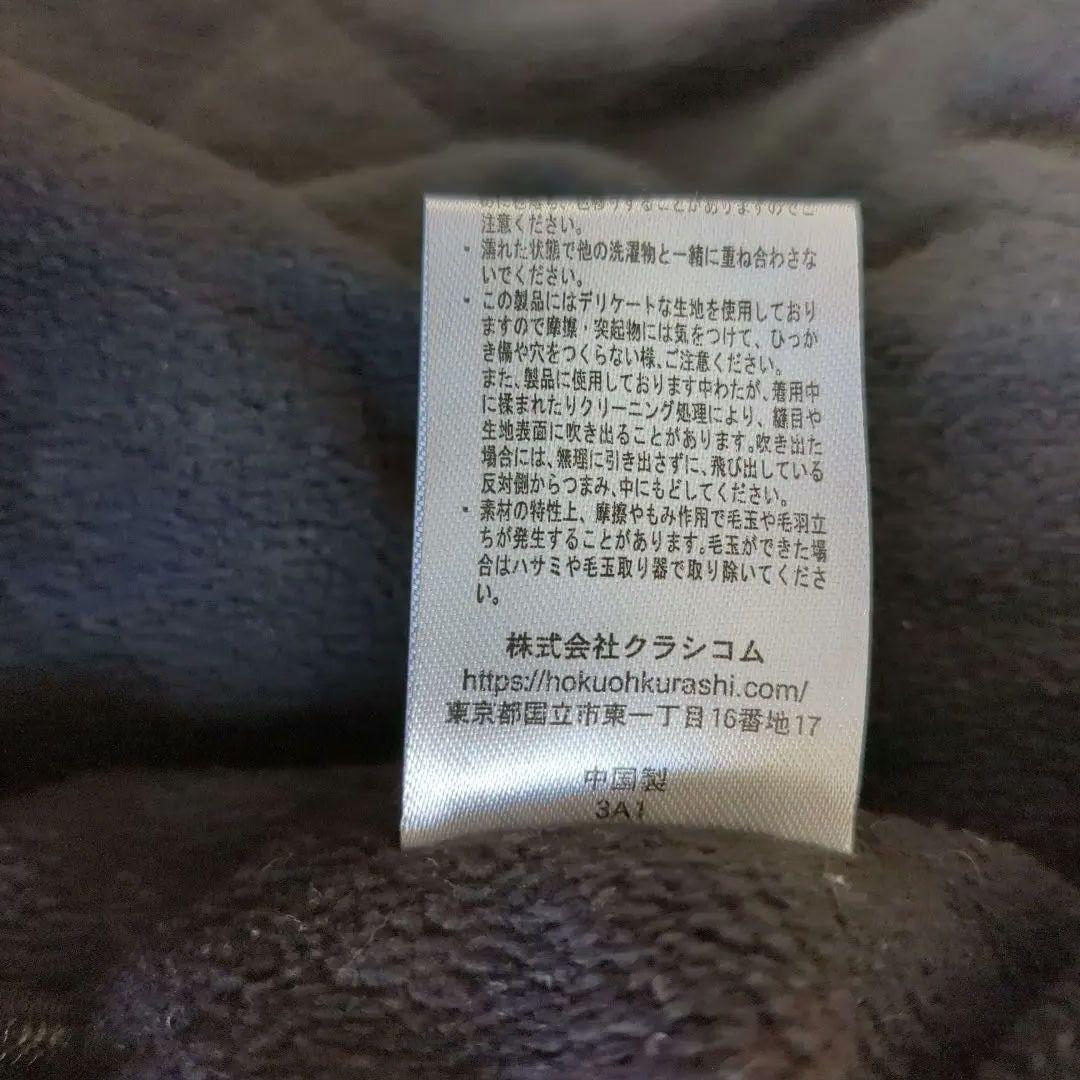 することがありますのでご
注意ください。
・濡れた状態で他の洗濯物と一緒に重ね合わさな
いでください。
・この製品にはデリケートな生地を使用しており
ますので摩擦・突起物には気をつけて、ひっか
き傷や穴をつくらない様、ご注意ください。
また、製品に使用しております中わたが、着用中
に揉まれたりクリーニング処理により、縫目や
生地表面に吹き出ることがあります。吹き出た
場合には、無理に引き出さずに、飛び出している
反対側からつまみ、中にもどしてください。
・素材の特性上、摩擦やもみ作用で毛玉や毛羽立
ちが発生することがあります。毛玉ができた場
合はハサミや毛玉取り器で取り除いてくださ
い。
株式会社クラシコム
https://hokuohkurashi.com/
東京都国立市東一丁目16番地17
中国製
3A1